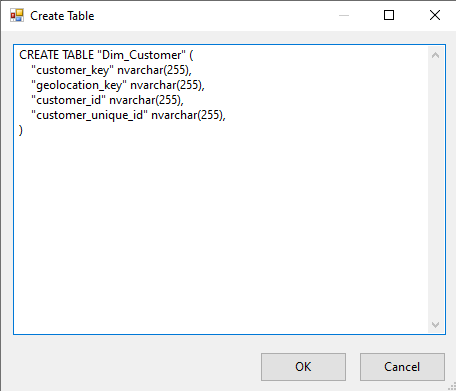 Create Table
CREATE TABLE "Dim_Customer" (
    "customer_key" nvarchar(255),
    "geolocation_key" nvarchar(255),
    "customer_id" nvarchar(255),
    "customer_unique_id" nvarchar(255),
)
OK
Cancel